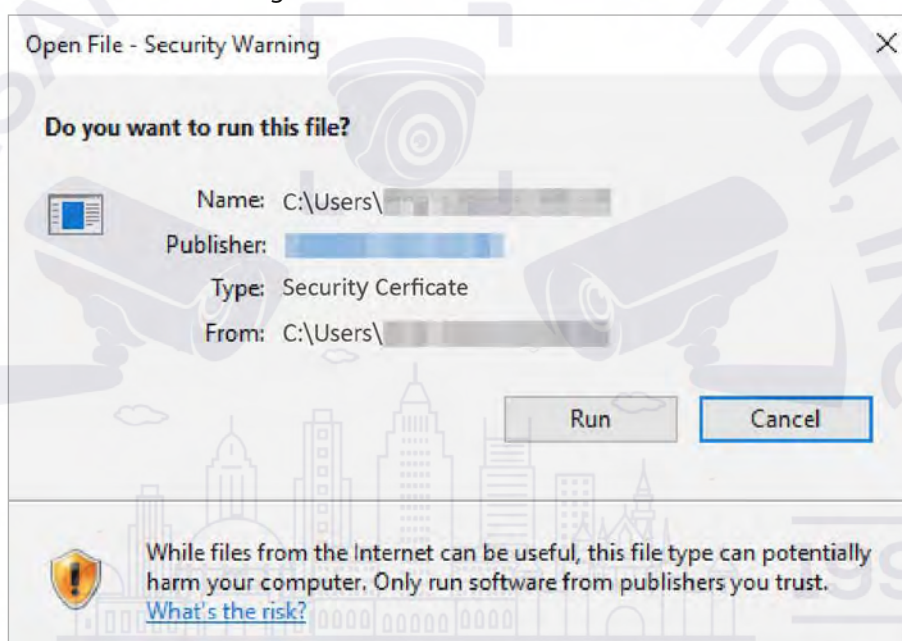 Open File - Security Warning
Do you want to run this file?
Name: C:\Users\
Publisher:
Type: Security Cerficate
From: C:\Users\
Run
Cancel
While files from the Internet can be useful, this file type can potentially
harm your computer. Only run software from publishers you trust.
What's the risk?